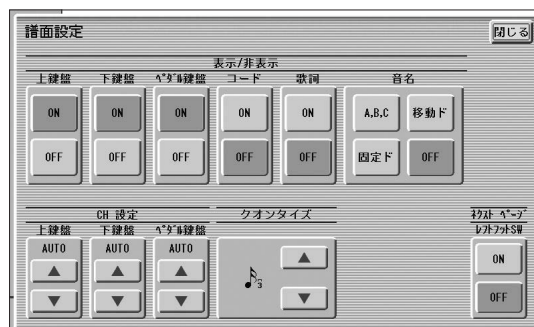 譜面設定 閉じる
表示/非表示
上鍵盤 下鍵盤 ペダル鍵盤 コード 歌詞 音名
ON ON ON ON ON A,B,C 移動ド
OFF OFF OFF OFF OFF 固定ド OFF
CH 設定 クオンタイズ ネクスト ページ
上鍵盤 下鍵盤 ペダル鍵盤 レフトフットSW
AUTO AUTO AUTO ON
3
OFF